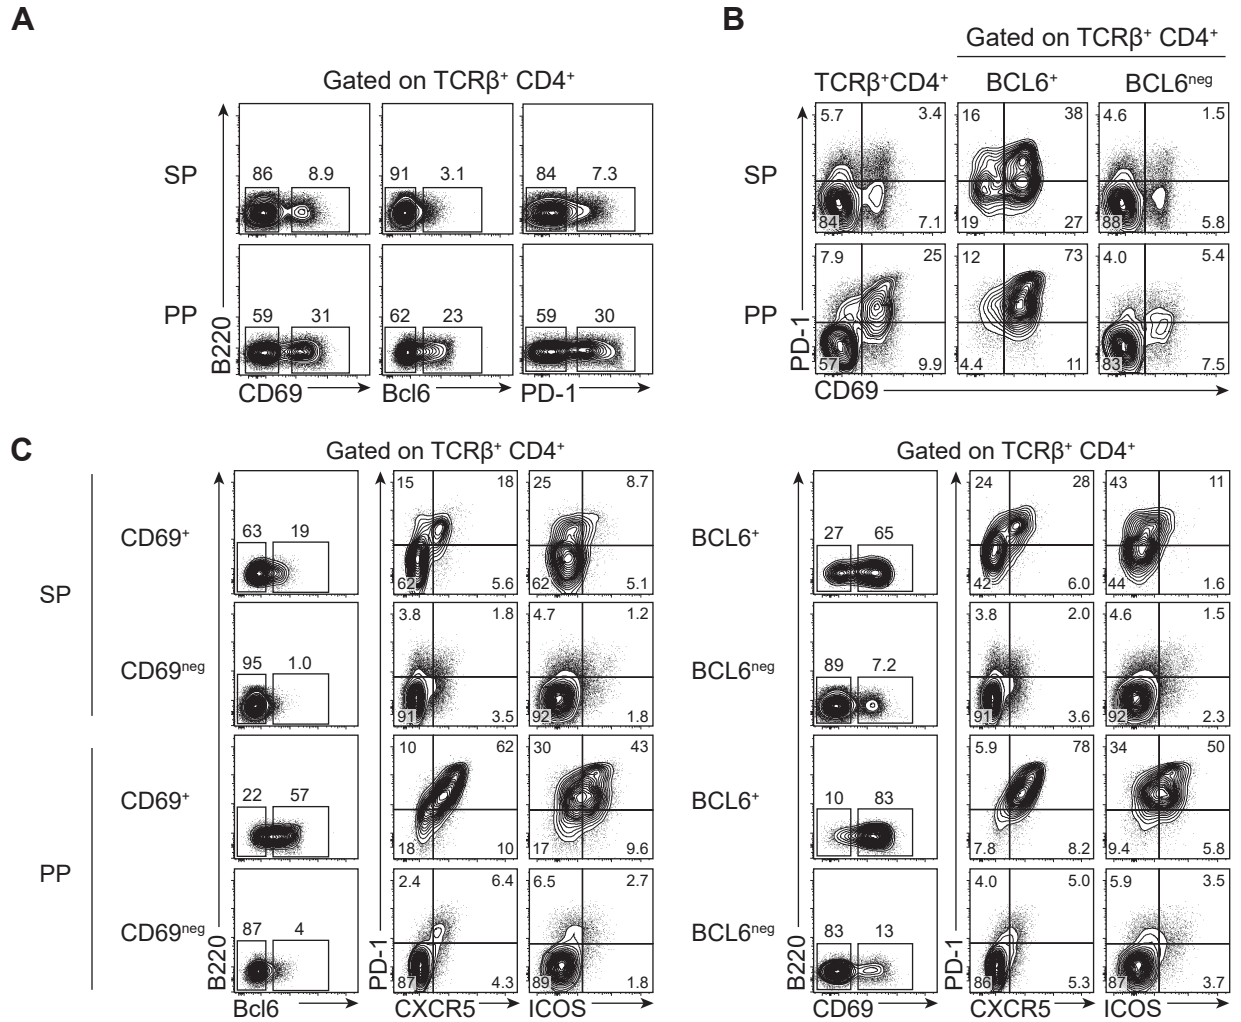 A
Gated on TCRβ⁺ CD4⁺
SP
86 8.9
91 3.1
84 7.3
PP
59 31
62 23
59 30
B220
CD69
Bcl6
PD-1
B
Gated on TCRβ⁺ CD4⁺
TCRβ⁺CD4⁺
BCL6⁺
BCL6ⁿᵉᵍ
SP
5.7 3.4
84 7.1
16 38
19 27
4.6 1.5
88 5.8
PP
7.9 25
57 9.9
12 73
4.4 11
4.0 5.4
83 7.5
PD-1
CD69
C
Gated on TCRβ⁺ CD4⁺
SP
CD69⁺
63 19
15 18
62 5.6
25 8.7
62 5.1
CD69ⁿᵉᵍ
95 1.0
3.8 1.8
91 3.5
4.7 1.2
92 1.8
PP
CD69⁺
22 57
10 62
18 10
30 43
17 9.6
CD69ⁿᵉᵍ
87 4
2.4 6.4
87 4.3
6.5 2.7
89 1.8
B220
Bcl6
PD-1
CXCR5
ICOS
Gated on TCRβ⁺ CD4⁺
BCL6⁺
27 65
24 28
42 6.0
43 11
44 1.6
BCL6ⁿᵉᵍ
89 7.2
3.8 2.0
91 3.6
4.6 1.5
92 2.3
BCL6⁺
10 83
5.9 78
7.8 8.2
34 50
9.4 5.8
BCL6ⁿᵉᵍ
83 13
4.0 5.0
86 5.3
5.9 3.5
87 3.7
B220
CD69
PD-1
CXCR5
ICOS